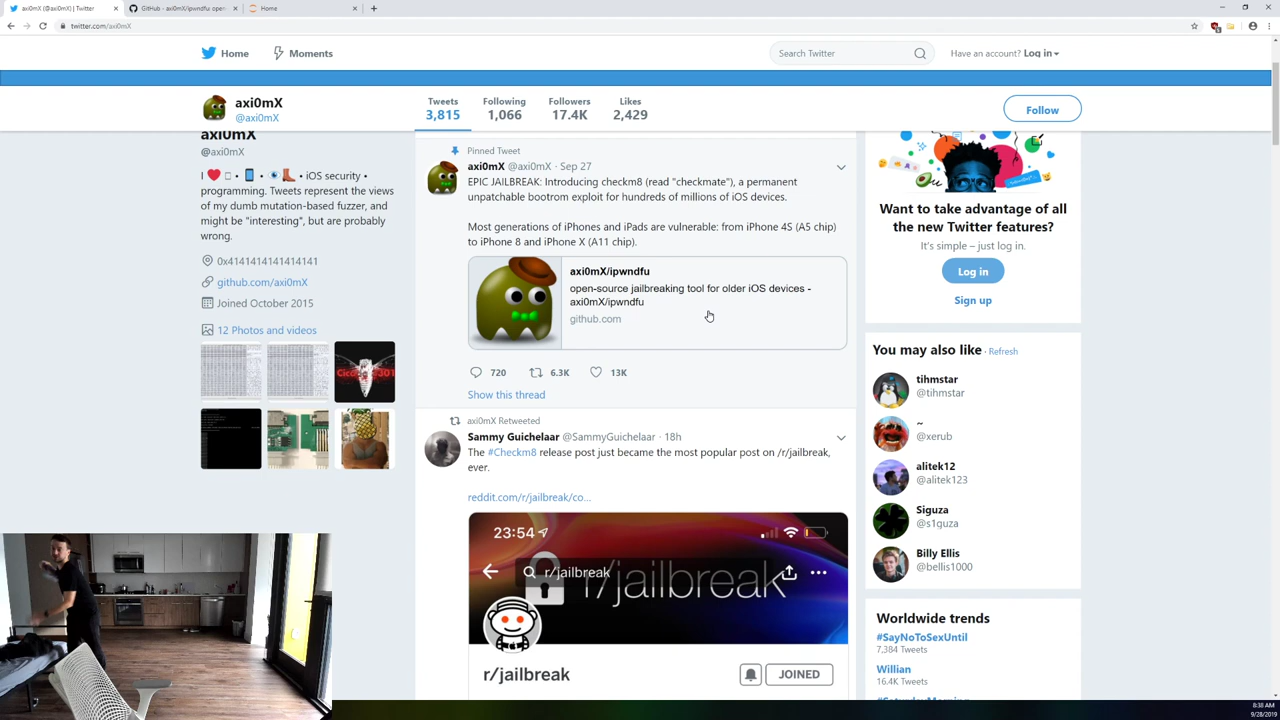 axi0mX (@axi0mX) | Twitter
GitHub - axi0mX/ipwndfu: open-
Home
twitter.com/axi0mX
Home
Moments
Search Twitter
Have an account? Log in
axi0mX
@axi0mX
Tweets
3,815
Following
1,066
Followers
17.4K
Likes
2,429
Follow
axi0mX
@axi0mX
I ❤️ • 📱 • 👁👢 • iOS security •
programming. Tweets represent the views
of my dumb mutation-based fuzzer, and
might be "interesting", but are probably
wrong.
0x4141414141414141
github.com/axi0mX
Joined October 2015
12 Photos and videos
Pinned Tweet
axi0mX @axi0mX · Sep 27
EPIC JAILBREAK: Introducing checkm8 (read "checkmate"), a permanent
unpatchable bootrom exploit for hundreds of millions of iOS devices.
Most generations of iPhones and iPads are vulnerable: from iPhone 4S (A5 chip)
to iPhone 8 and iPhone X (A11 chip).
axi0mX/ipwndfu
open-source jailbreaking tool for older iOS devices -
axi0mX/ipwndfu
github.com
720 6.3K 13K
Show this thread
axi0mX Retweeted
Sammy Guichelaar @SammyGuichelaar · 18h
The #Checkm8 release post just became the most popular post on /r/jailbreak,
ever.
reddit.com/r/jailbreak/co...
23:54
r/jailbreak
r/jailbreak
r/jailbreak
JOINED
Want to take advantage of all
the new Twitter features?
It's simple – just log in.
Log in
Sign up
You may also like · Refresh
tihmstar
@tihmstar
~
@xerub
alitek12
@alitek123
Siguza
@s1guza
Billy Ellis
@bellis1000
Worldwide trends
#SayNoToSexUntil
7,384 Tweets
Willian
16.4K Tweets
8:38 AM
9/28/2019